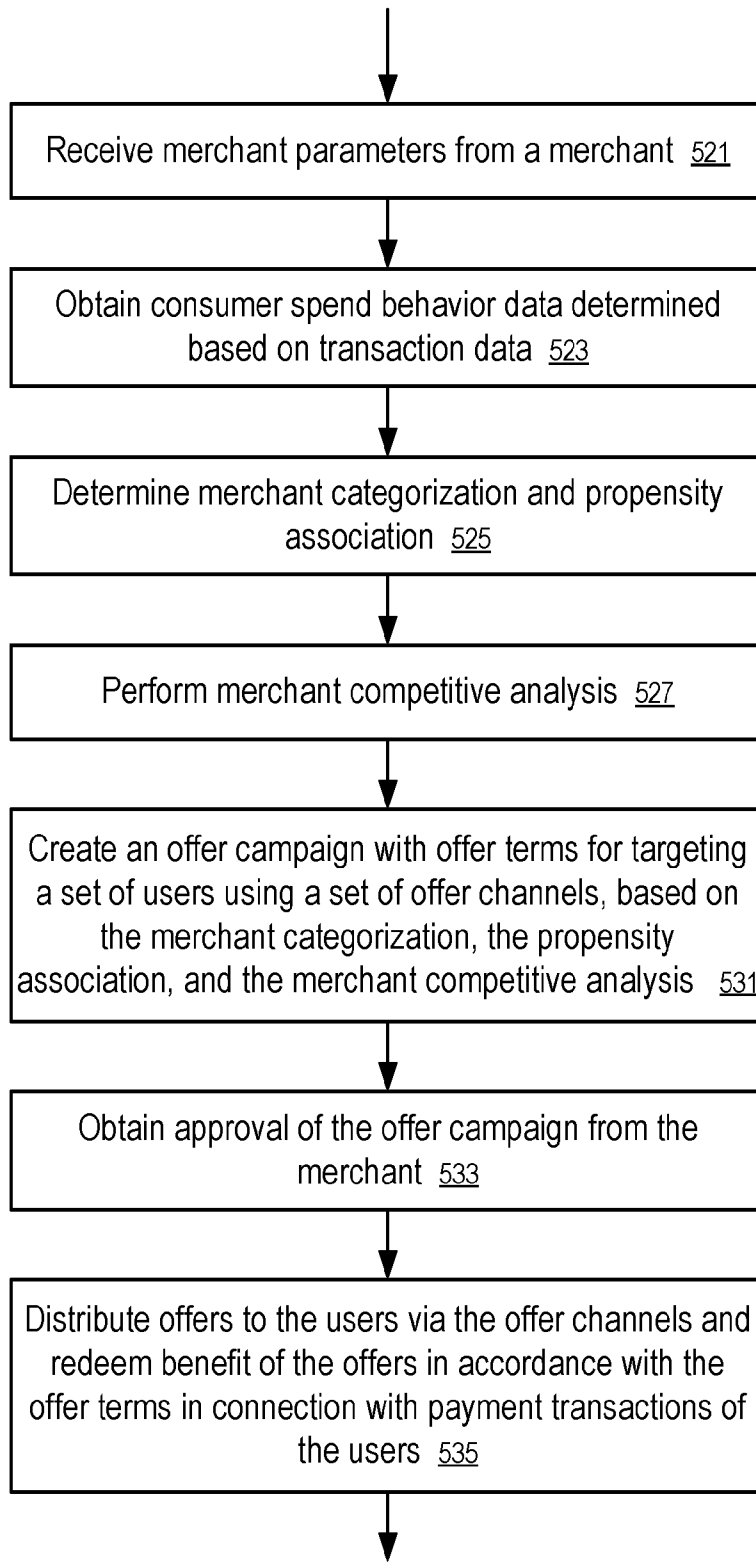 Receive merchant parameters from a merchant 521
Obtain consumer spend behavior data determined
based on transaction data 523
Determine merchant categorization and propensity
association 525
Perform merchant competitive analysis 527
Create an offer campaign with offer terms for targeting
a set of users using a set of offer channels, based on
the merchant categorization, the propensity
association, and the merchant competitive analysis 531
Obtain approval of the offer campaign from the
merchant 533
Distribute offers to the users via the offer channels and
redeem benefit of the offers in accordance with the
offer terms in connection with payment transactions of
the users 535